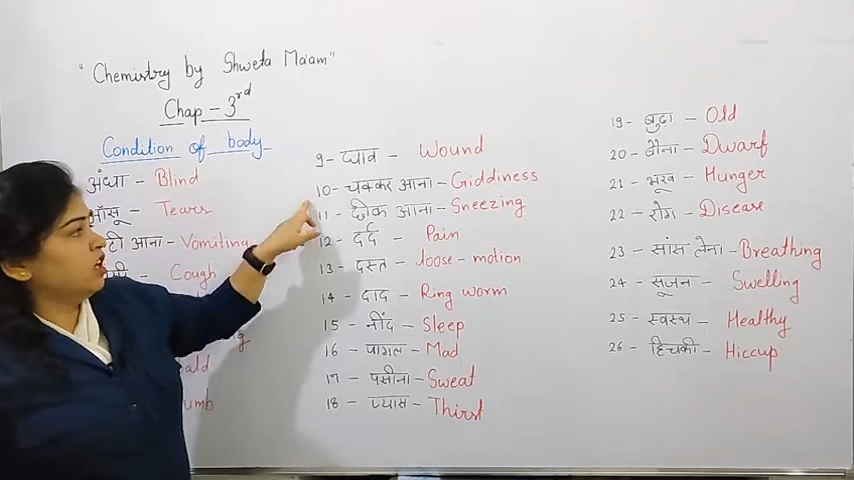 "Chemistry by Shweta Ma'am"
Chap - 3rd
Condition of body
अंधा - Blind
आँसू - Tears
आना - Vomiting
Cough
9 - घाव - Wound
10 - चक्कर आना - Giddiness
11 - छींक आना - Sneezing
12 - दर्द - Pain
13 - दस्त - loose - motion
14 - दाद - Ring worm
15 - नींद - Sleep
16 - पागल - Mad
17 - पसीना - Sweat
18 - प्यास - Thirst
19 - बुढ़ा - Old
20 - बौना - Dwarf
21 - भूख - Hunger
22 - रोग - Disease
23 - सांस लेना - Breathing
24 - सूजन - Swelling
25 - स्वस्थ - Healthy
26 - हिचकी - Hiccup